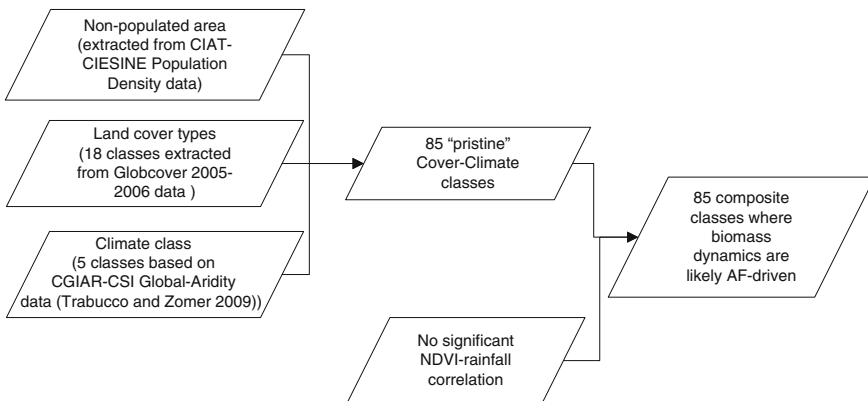 Non-populated area
(extracted from CIAT-
CIESINE Population
Density data)
Land cover types
(18 classes extracted
from Globcover 2005-
2006 data )
Climate class
(5 classes based on
CGIAR-CSI Global-Aridity
data (Trabucco and Zomer 2009))
85 “pristine”
Cover-Climate
classes
No significant
NDVI-rainfall
correlation
85 composite
classes where
biomass
dynamics are
likely AF-driven